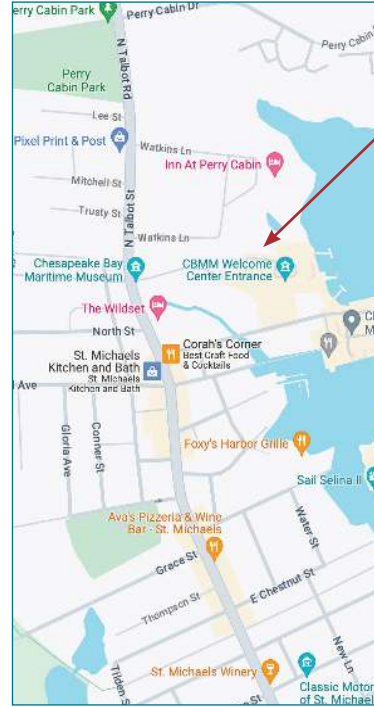 erry Cabin Park
Perry Cabin Dr
Perry Cabin
N Talbot Rd
Perry
Cabin Park
Lee St
Pixel Print & Post
Watkins Ln
Inn At Perry Cabin
Mitchell St
Trusty St
N Talbot St
Watkins Ln
Chesapeake Bay
Maritime Museum
CBMM Welcome
Center Entrance
The Wildset
North St
Corah's Corner
Best Craft Food
& Cocktails
St. Michaels
Kitchen and Bath
St. Michaels
Kitchen and Bath
Ave
Gloria Ave
Conner St
Foxy's Harbor Grille
Sail Selina II
Ava's Pizzeria & Wine
Bar - St. Michaels
Water St
Grace St
E Chestnut St
Thompson St
New Ln
Tilden St
St. Michaels Winery
Classic Motor
of St. Michael
St